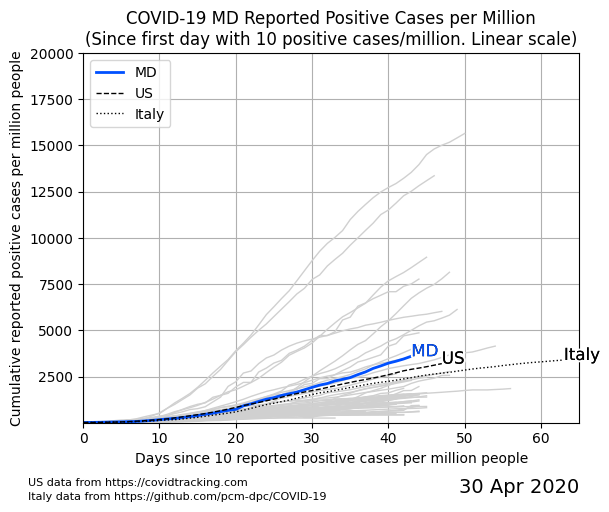 COVID-19 MD Reported Positive Cases per Million
(Since first day with 10 positive cases/million. Linear scale)
Cumulative reported positive cases per million people
20000
17500
15000
12500
10000
7500
5000
2500
MD
US
Italy
MD
US
Italy
0
10
20
30
40
50
60
Days since 10 reported positive cases per million people
US data from https://covidtracking.com
Italy data from https://github.com/pcm-dpc/COVID-19
30 Apr 2020